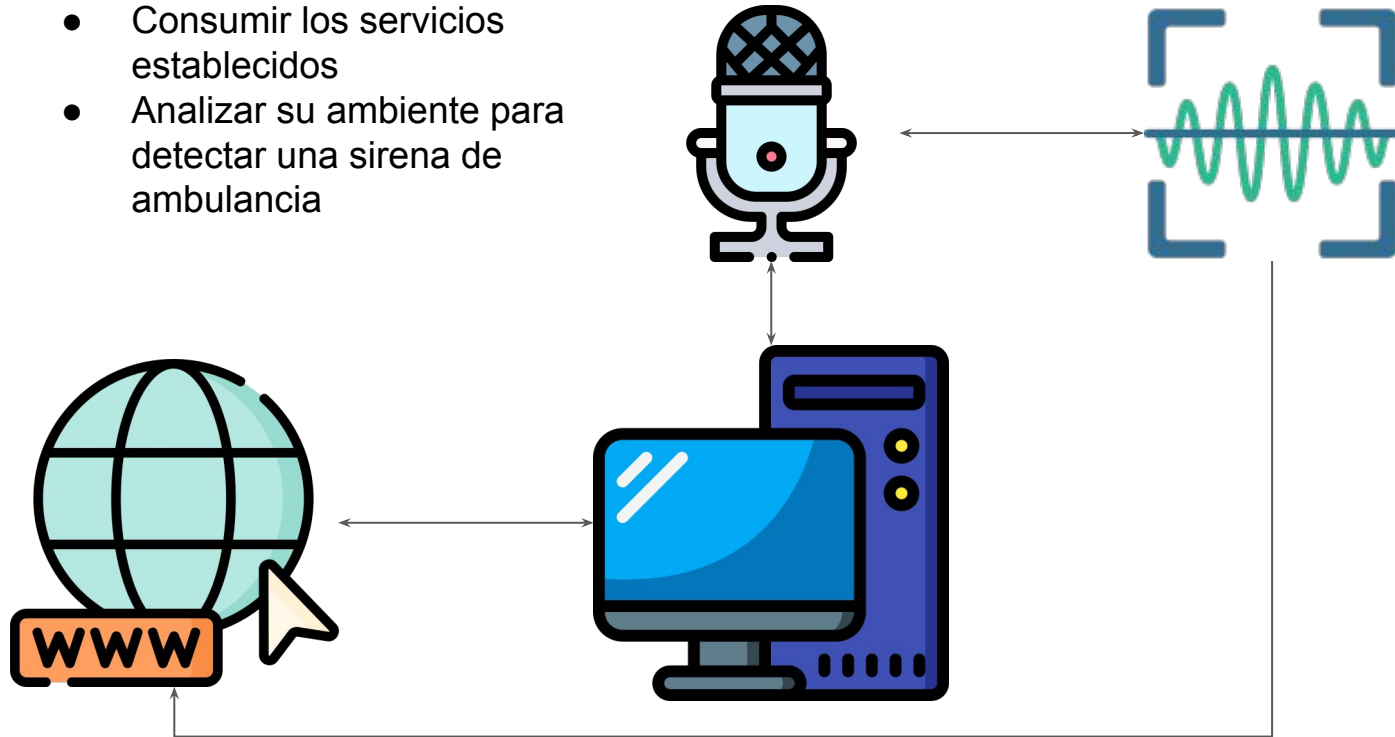 ● Consumir los servicios
establecidos
● Analizar su ambiente para
detectar una sirena de
ambulancia
WWW